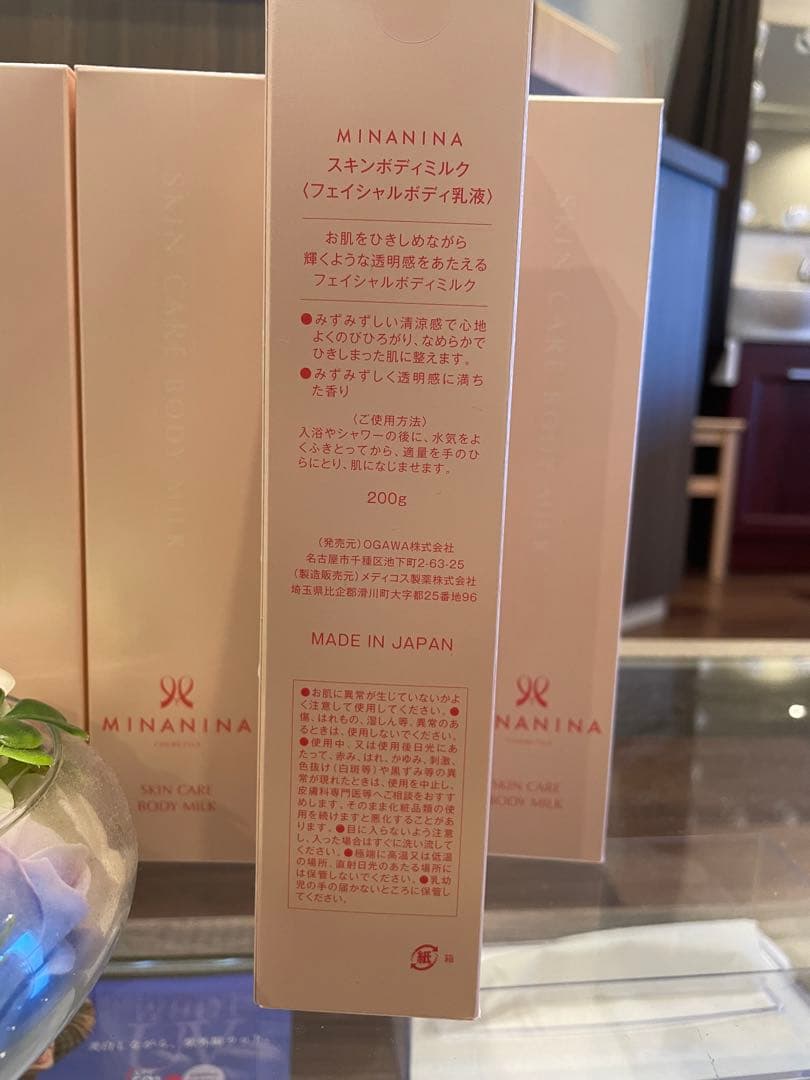 MINANINA
スキンボディミルク
〈フェイシャルボディ乳液〉
お肌をひきしめながら
輝くような透明感をあたえる
フェイシャルボディミルク
●みずみずしい清涼感で心地
よくのびひろがり、なめらかで
ひきしまった肌に整えます。
●みずみずしく透明感に満ち
た香り
〈ご使用方法〉
入浴やシャワーの後に、水気をよ
くふきとってから、適量を手のひ
らにとり、肌になじませます。
200g
(発売元)OGAWA株式会社
名古屋市千種区池下町2-63-25
(製造販売元)メディコス製薬株式会社
埼玉県比企郡滑川町大字都25番地96
MADE IN JAPAN
●お肌に異常が生じていないかよ
く注意して使用してください。●
傷、はれもの、湿しん等、異常のあ
るときは、使用しないでください。
●使用中、又は使用後日光にあ
たって、赤み、はれ、かゆみ、刺激、
色抜け(白斑等)や黒ずみ等の異
常が現れたときは、使用を中止し、
皮膚科専門医等へご相談をおすす
めします。そのまま化粧品類の使
用を続けますと悪化することがあ
ります。●目に入らないよう注意
し、入った場合はすぐに洗い流して
ください。●極端に高温又は低温
の場所、直射日光のあたる場所に
は保管しないでください。●乳幼
児の手の届かないところに保管し
てください。
紙 箱
SKIN CARE BODY MILK
MINANINA
COSMETICS
SKIN CARE
BODY MILK
SKIN CARE BODY MILK
NANINA
COSMETICS
SKIN CARE
BODY MILK